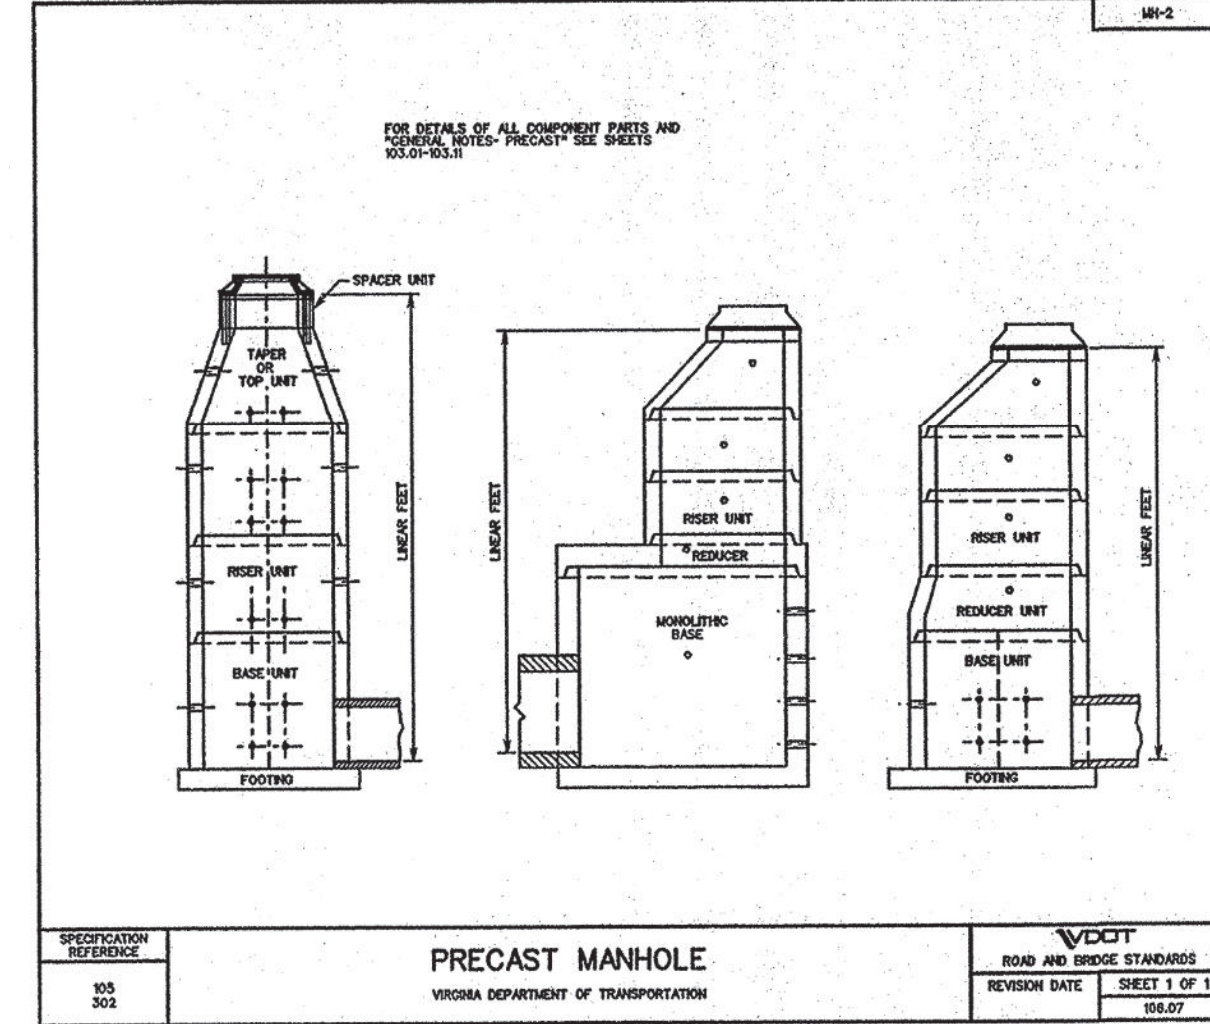 MH-2
FOR DETAILS OF ALL COMPONENT PARTS AND
"GENERAL NOTES- PRECAST" SEE SHEETS
103.01-103.11
SPACER UNIT
TAPER
OR
TOP UNIT
RISER UNIT
BASE UNIT
FOOTING
LINEAR FEET
LINEAR FEET
RISER UNIT
REDUCER
MONOLITHIC
BASE
RISER UNIT
REDUCER UNIT
BASE UNIT
FOOTING
LINEAR FEET
SPECIFICATION
REFERENCE
105
302
PRECAST MANHOLE
VIRGINIA DEPARTMENT OF TRANSPORTATION
VDOT
ROAD AND BRIDGE STANDARDS
REVISION DATE
SHEET 1 OF 1
106.07